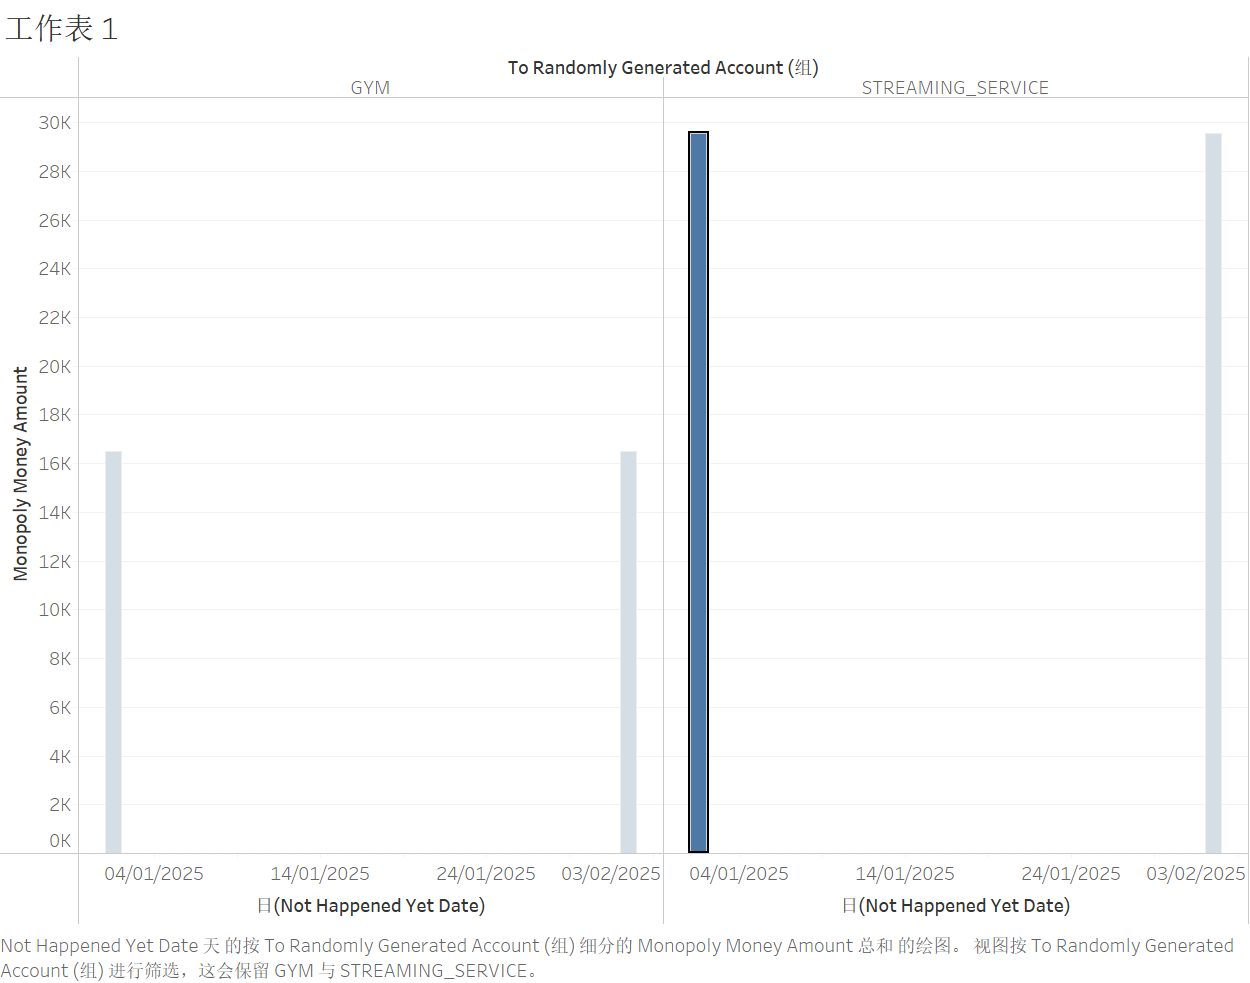 工作表 1
To Randomly Generated Account (组)
GYM
STREAMING_SERVICE
30K
28K
26K
24K
22K
20K
18K
16K
14K
12K
10K
8K
6K
4K
2K
0K
Monopoly Money Amount
04/01/2025
14/01/2025
24/01/2025
03/02/2025
04/01/2025
14/01/2025
24/01/2025
03/02/2025
日(Not Happened Yet Date)
日(Not Happened Yet Date)
Not Happened Yet Date 天 的按 To Randomly Generated Account (组) 细分的 Monopoly Money Amount 总和 的绘图。 视图按 To Randomly Generated
Account (组) 进行筛选，这会保留 GYM 与 STREAMING_SERVICE。